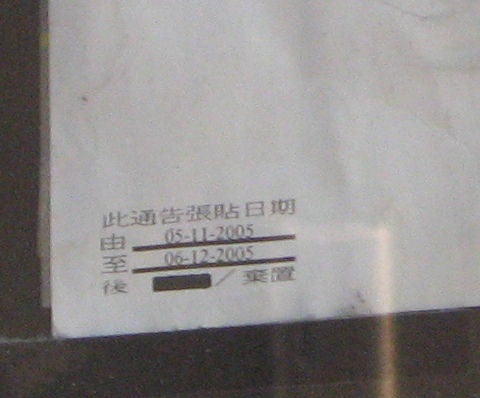 此通告張貼日期
由 05-11-2005
至 06-12-2005
後 / 棄置